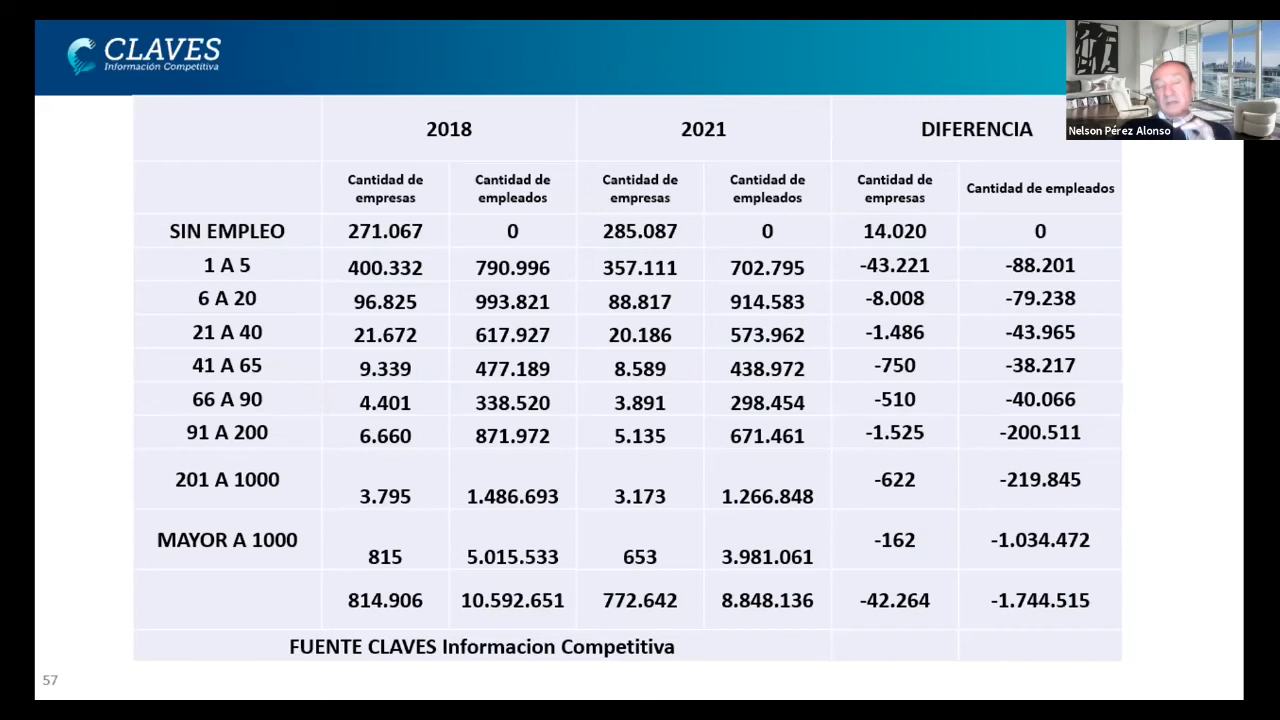 CLAVES
Información Competitiva
Nelson Pérez Alonso
2018 2021 DIFERENCIA
Cantidad de empresas Cantidad de empleados Cantidad de empresas Cantidad de empleados Cantidad de empresas Cantidad de empleados
SIN EMPLEO 271.067 0 285.087 0 14.020 0
1 A 5 400.332 790.996 357.111 702.795 -43.221 -88.201
6 A 20 96.825 993.821 88.817 914.583 -8.008 -79.238
21 A 40 21.672 617.927 20.186 573.962 -1.486 -43.965
41 A 65 9.339 477.189 8.589 438.972 -750 -38.217
66 A 90 4.401 338.520 3.891 298.454 -510 -40.066
91 A 200 6.660 871.972 5.135 671.461 -1.525 -200.511
201 A 1000 3.795 1.486.693 3.173 1.266.848 -622 -219.845
MAYOR A 1000 815 5.015.533 653 3.981.061 -162 -1.034.472
814.906 10.592.651 772.642 8.848.136 -42.264 -1.744.515
FUENTE CLAVES Informacion Competitiva
57